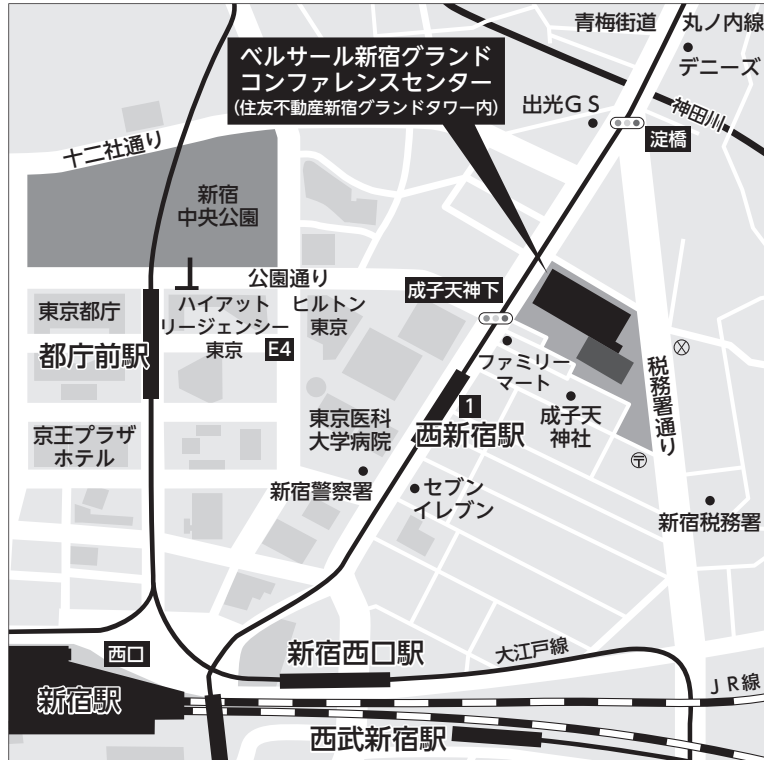 青梅街道
丸ノ内線
デニーズ
ベルサール新宿グランド
コンファレンスセンター
(住友不動産新宿グランドタワー内)
出光GS
神田川
淀橋
十二社通り
新宿
中央公園
公園通り
成子天神下
東京都庁
ハイアット
リージェンシー
東京
ヒルトン
東京
E4
都庁前駅
ファミリー
マート
税務署通り
1
西新宿駅
成子天
神社
東京医科
大学病院
京王プラザ
ホテル
新宿警察署
セブン
イレブン
新宿税務署
西口
新宿西口駅
大江戸線
JR線
新宿駅
西武新宿駅